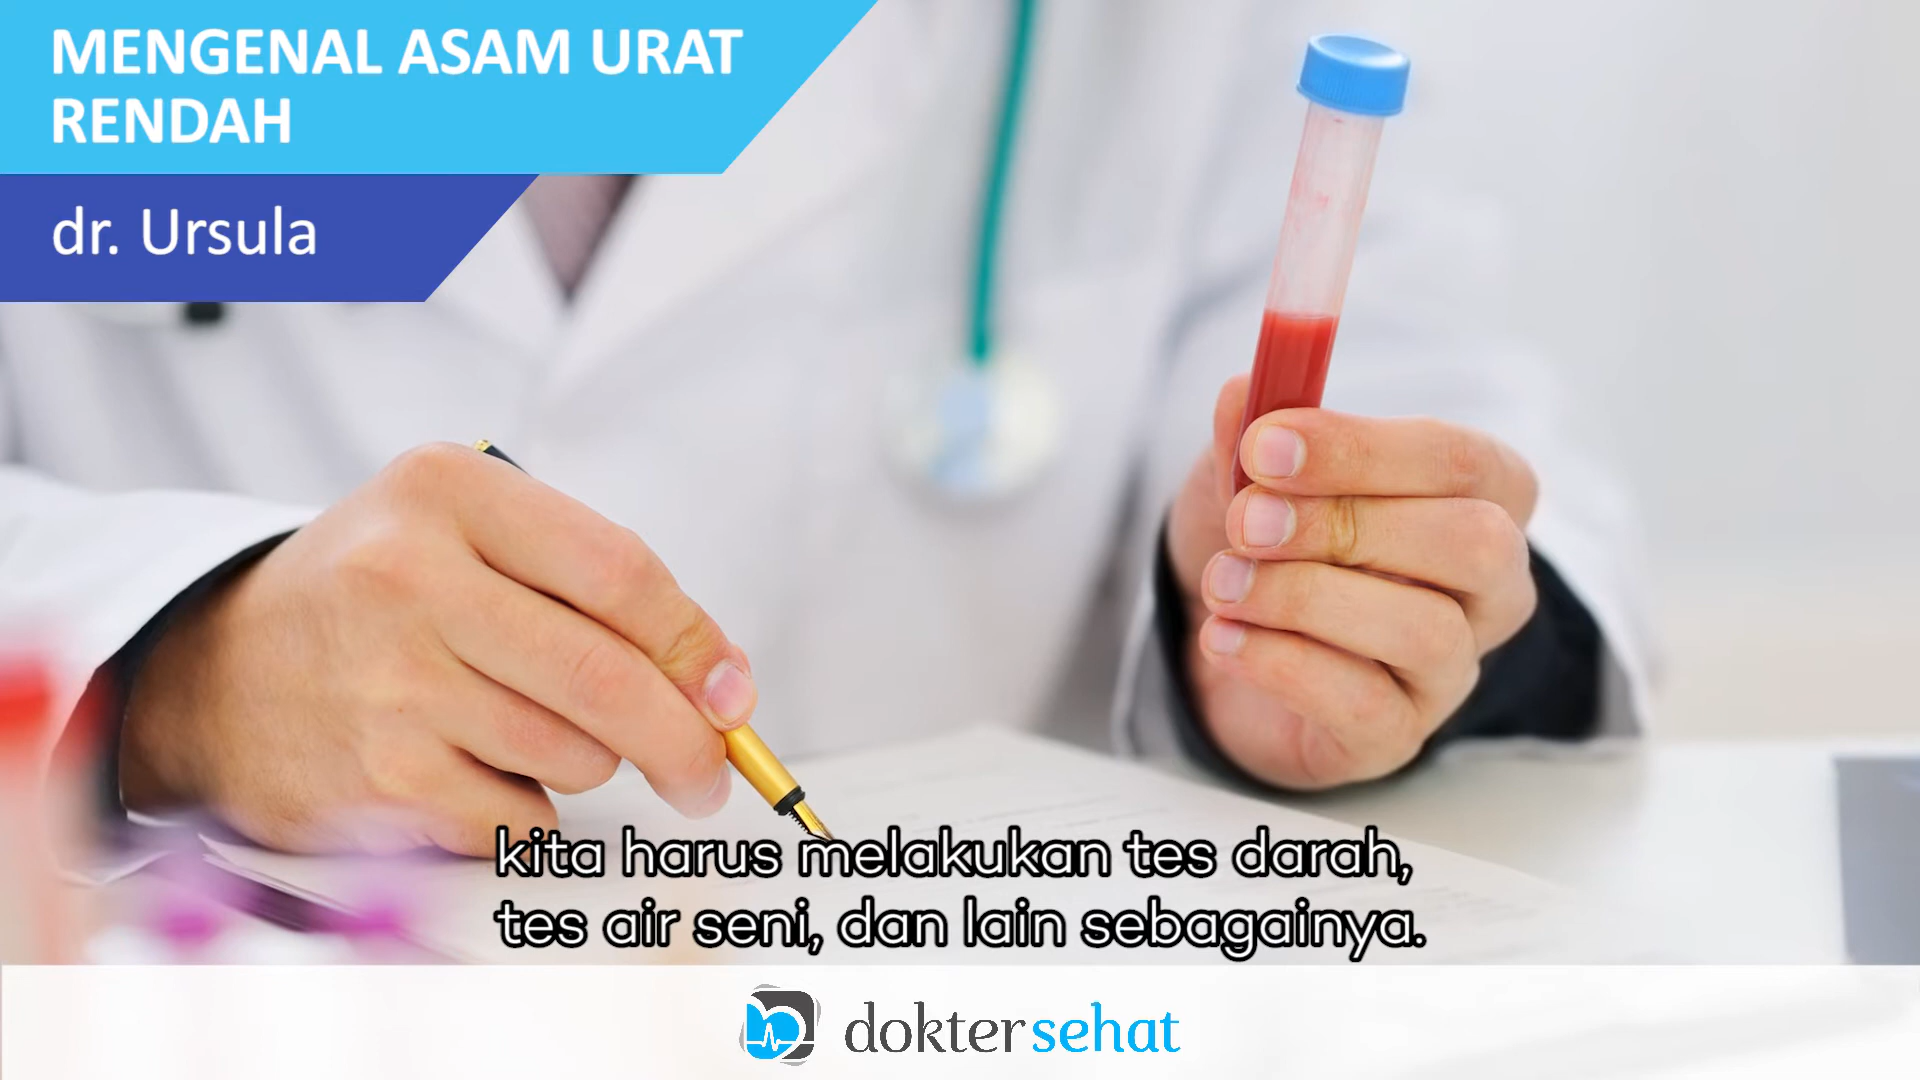 MENGENAL ASAM URAT
RENDAH
dr. Ursula
kita harus melakukan tes darah,
tes air seni, dan lain sebagainya.
doktersehat